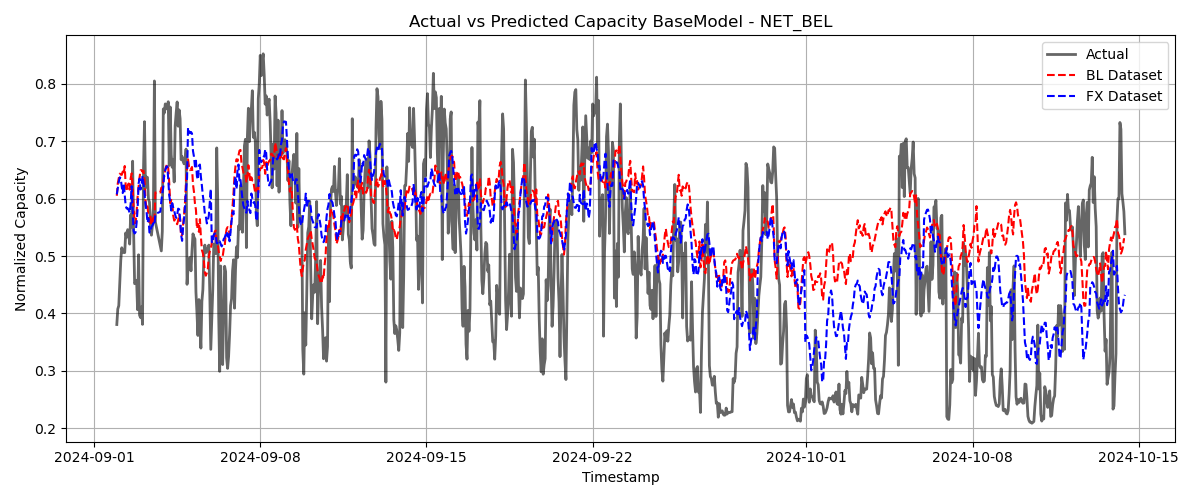 Actual vs Predicted Capacity BaseModel - NET_BEL
Normalized Capacity
0.8
0.7
0.6
0.5
0.4
0.3
0.2
Actual
BL Dataset
FX Dataset
2024-09-01
2024-09-08
2024-09-15
2024-09-22
2024-10-01
2024-10-08
2024-10-15
Timestamp